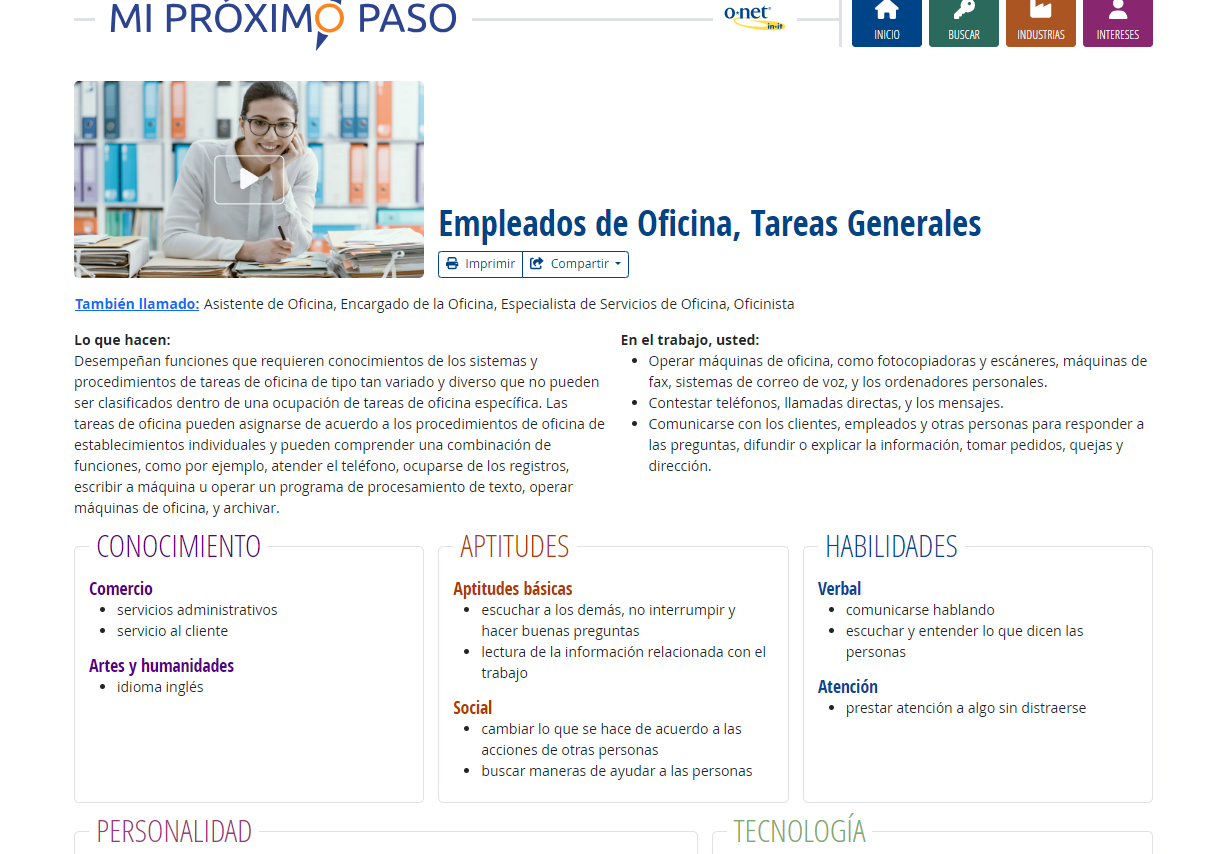 MI PRÓXIMO PASO
o·net in-it
INICIO
BUSCAR
INDUSTRIAS
INTERESES
Empleados de Oficina, Tareas Generales
Imprimir
Compartir
También llamado: Asistente de Oficina, Encargado de la Oficina, Especialista de Servicios de Oficina, Oficinista
Lo que hacen:
Desempeñan funciones que requieren conocimientos de los sistemas y
procedimientos de tareas de oficina de tipo tan variado y diverso que no pueden
ser clasificados dentro de una ocupación de tareas de oficina específica. Las
tareas de oficina pueden asignarse de acuerdo a los procedimientos de oficina de
establecimientos individuales y pueden comprender una combinación de
funciones, como por ejemplo, atender el teléfono, ocuparse de los registros,
escribir a máquina u operar un programa de procesamiento de texto, operar
máquinas de oficina, y archivar.
En el trabajo, usted:
• Operar máquinas de oficina, como fotocopiadoras y escáneres, máquinas de
fax, sistemas de correo de voz, y los ordenadores personales.
• Contestar teléfonos, llamadas directas, y los mensajes.
• Comunicarse con los clientes, empleados y otras personas para responder a
las preguntas, difundir o explicar la información, tomar pedidos, quejas y
dirección.
CONOCIMIENTO
Comercio
• servicios administrativos
• servicio al cliente
Artes y humanidades
• idioma inglés
APTITUDES
Aptitudes básicas
• escuchar a los demás, no interrumpir y
hacer buenas preguntas
• lectura de la información relacionada con el
trabajo
Social
• cambiar lo que se hace de acuerdo a las
acciones de otras personas
• buscar maneras de ayudar a las personas
HABILIDADES
Verbal
• comunicarse hablando
• escuchar y entender lo que dicen las
personas
Atención
• prestar atención a algo sin distraerse
PERSONALIDAD
TECNOLOGÍA